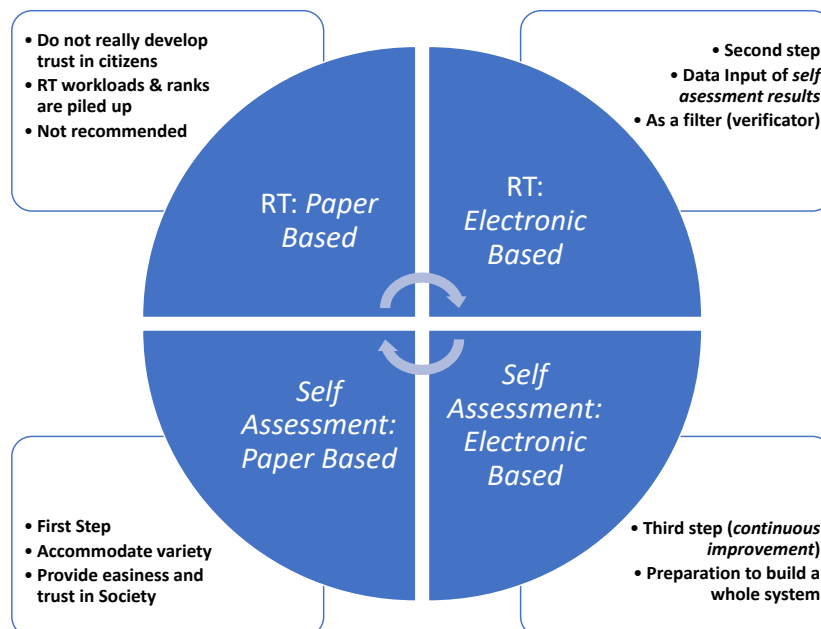 • Do not really develop
trust in citizens
• RT workloads & ranks
are piled up
• Not recommended
• Second step
• Data Input of self
asessment results
• As a filter (verificator)
RT: Paper
Based
RT:
Electronic
Based
Self
Assessment:
Paper Based
Self
Assessment:
Electronic
Based
• First Step
• Accommodate variety
• Provide easiness and
trust in Society
• Third step (continuous
improvement)
• Preparation to build a
whole system